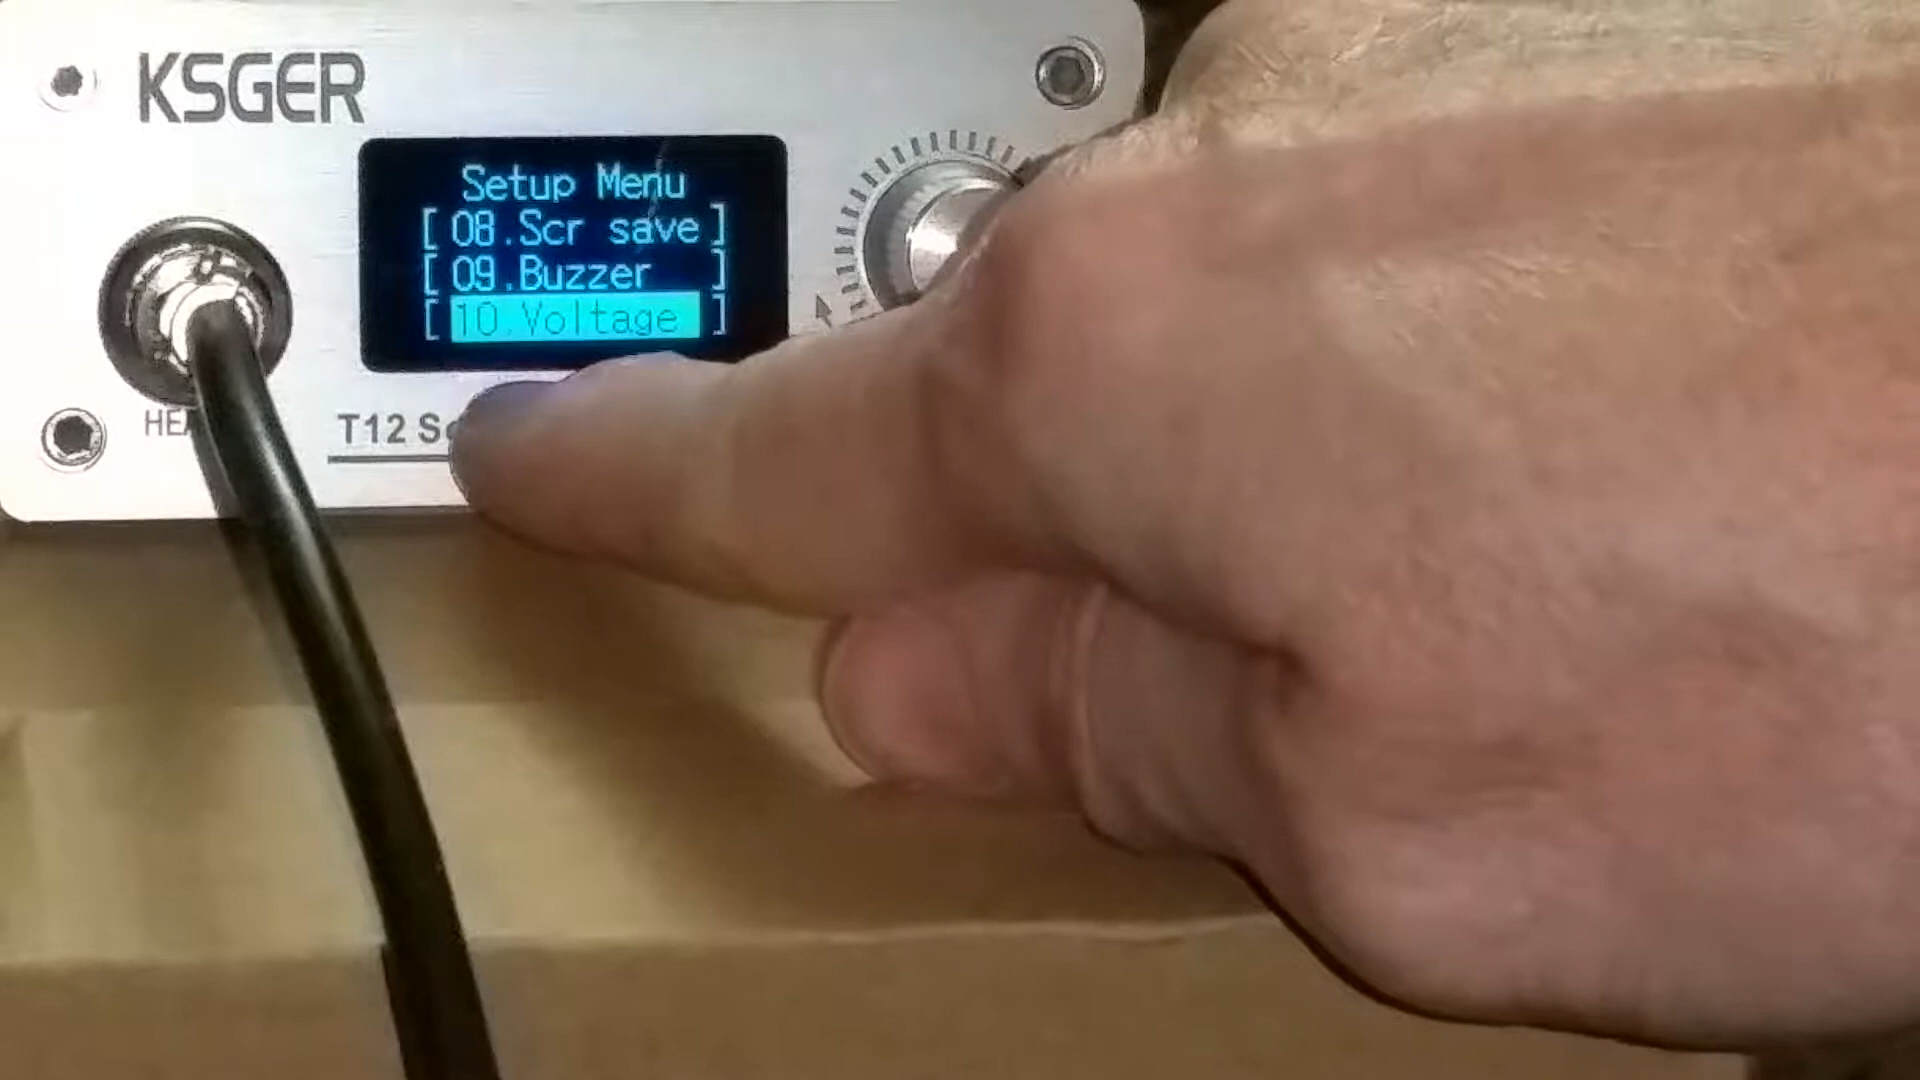 KSGER
Setup Menu
[ 08.Scr save ]
[ 09.Buzzer ]
[ 10.Voltage ]
T12